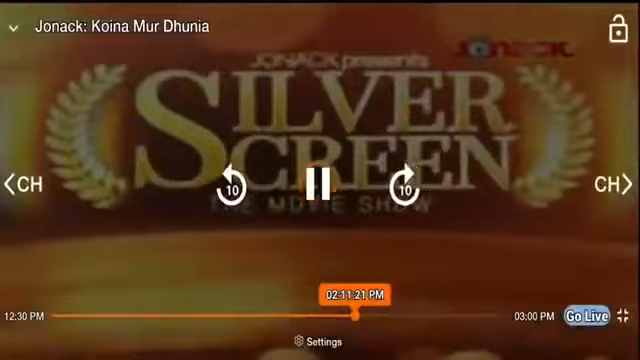 Jonack: Koina Mur Dhunia
JONACK presents
JONACK
SILVER
SCREEN
THE MOVIE SHOW
CH
10
10
CH
02:11:21 PM
12:30 PM
03:00 PM
Go Live
Settings